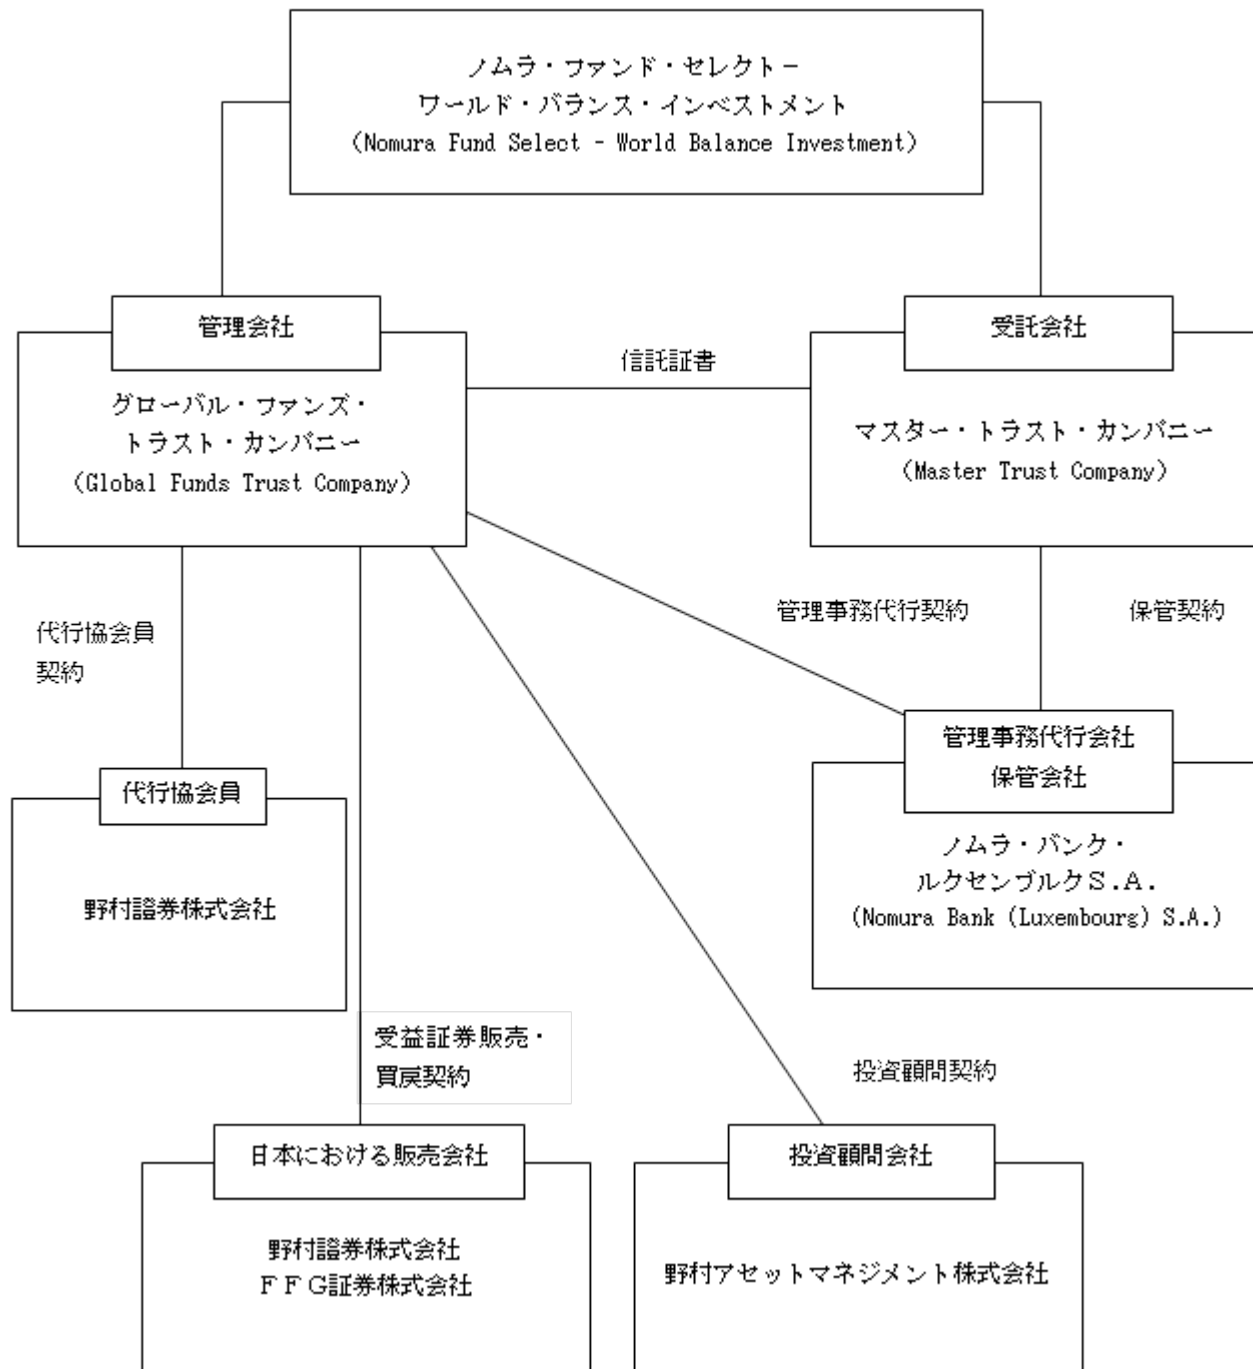 ノムラ・ファンド・セレクト－
ワールド・バランス・インベストメント
(Nomura Fund Select - World Balance Investment)
管理会社
受託会社
信託証書
グローバル・ファンズ・
トラスト・カンパニー
(Global Funds Trust Company)
マスター・トラスト・カンパニー
(Master Trust Company)
代行協会員
契約
管理事務代行契約
保管契約
管理事務代行会社
保管会社
代行協会員
ノムラ・バンク・
ルクセンブルクＳ.Ａ.
(Nomura Bank (Luxembourg) S.A.)
野村證券株式会社
受益証券販売・
買戻契約
投資顧問契約
日本における販売会社
投資顧問会社
野村證券株式会社
ＦＦＧ証券株式会社
野村アセットマネジメント株式会社